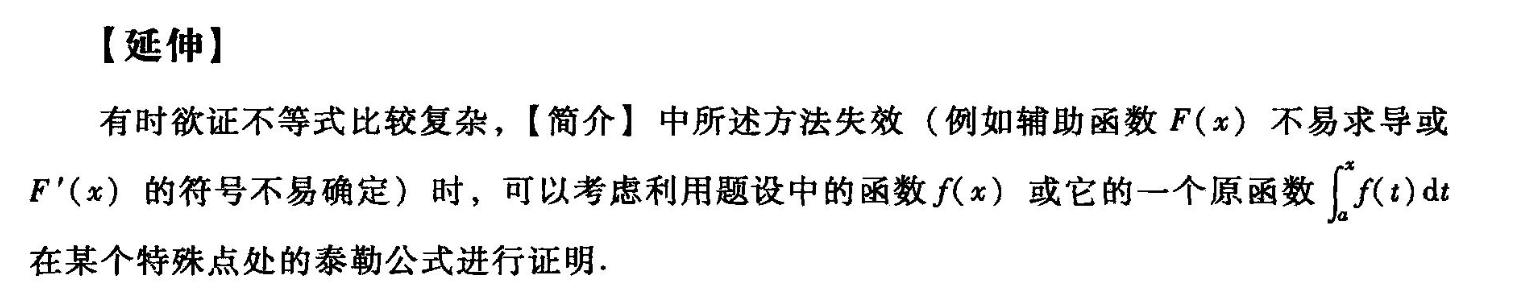 【延伸】
有时欲证不等式比较复杂,【简介】中所述方法失效(例如辅助函数 F(x) 不易求导或
F'(x) 的符号不易确定)时,可以考虑利用题设中的函数 f(x) 或它的一个原函数 ∫ₐˣ f(t)dt
在某个特殊点处的泰勒公式进行证明.